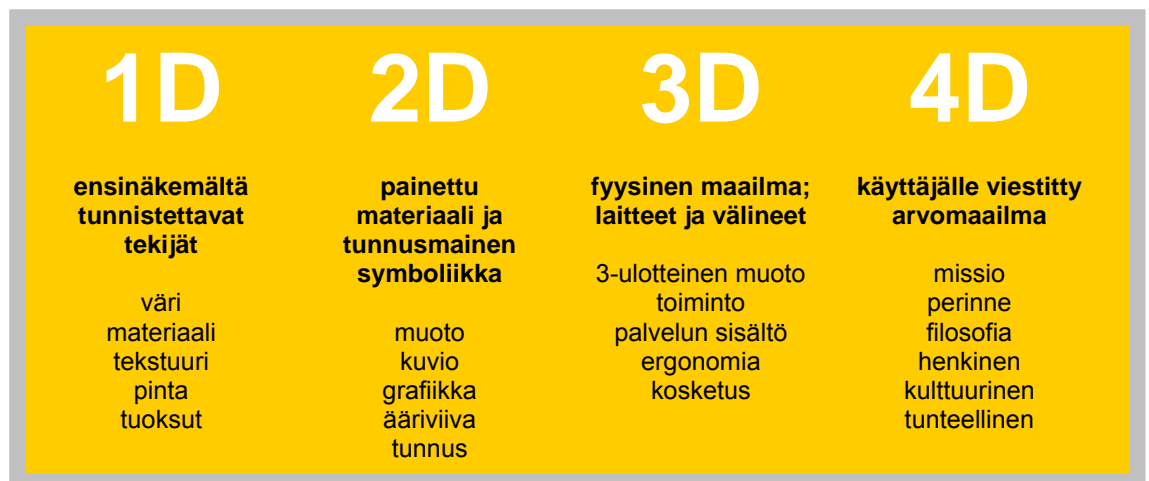 1D
ensinäkemältä
tunnistettavat
tekijät
väri
materiaali
tekstuuri
pinta
tuoksut
2D
painettu
materiaali ja
tunnusmainen
symboliikka
muoto
kuvio
grafiikka
ääriviiva
tunnus
3D
fyysinen maailma;
laitteet ja välineet
3-ulotteinen muoto
toiminto
palvelun sisältö
ergonomia
kosketus
4D
käyttäjälle viestitty
arvomaailma
missio
perinne
filosofia
henkinen
kulttuurinen
tunteellinen